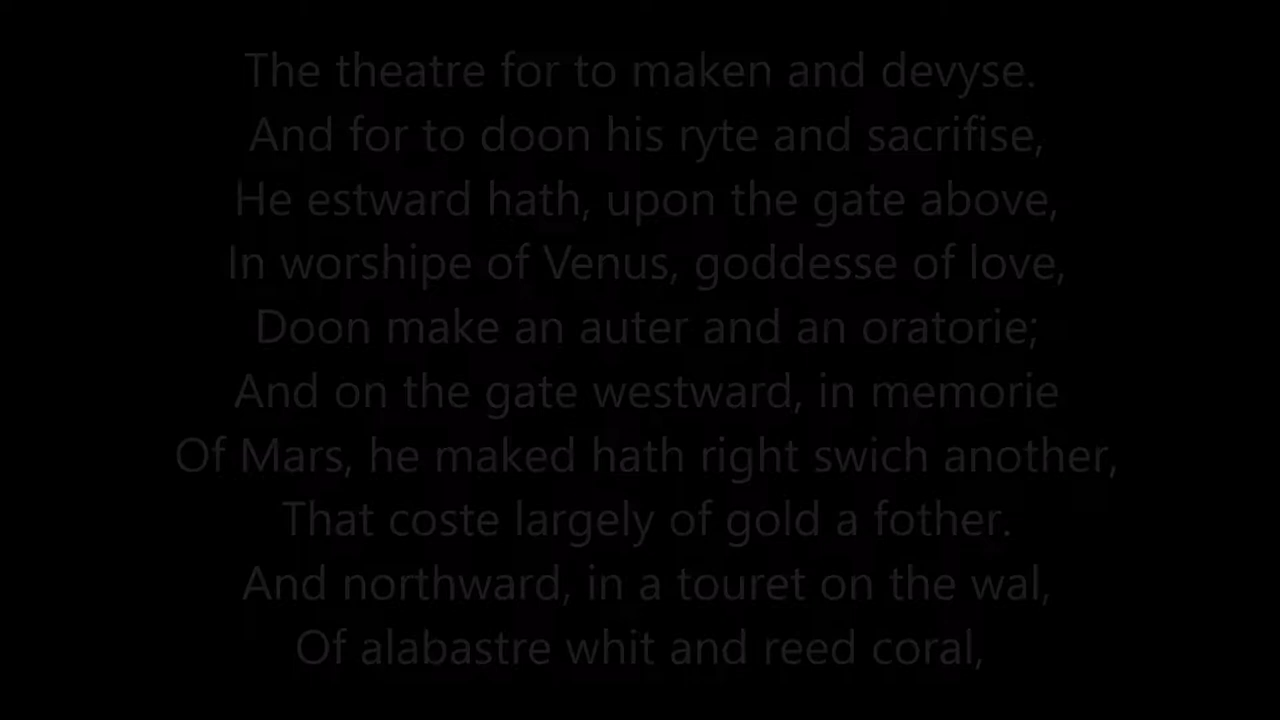 The theatre for to maken and devyse.
And for to doon his ryte and sacrifise,
He estward hath, upon the gate above,
In worshipe of Venus, goddesse of love,
Doon make an auter and an oratorie;
And on the gate westward, in memorie
Of Mars, he maked hath right swich another,
That coste largely of gold a fother.
And northward, in a touret on the wal,
Of alabastre whit and reed coral,